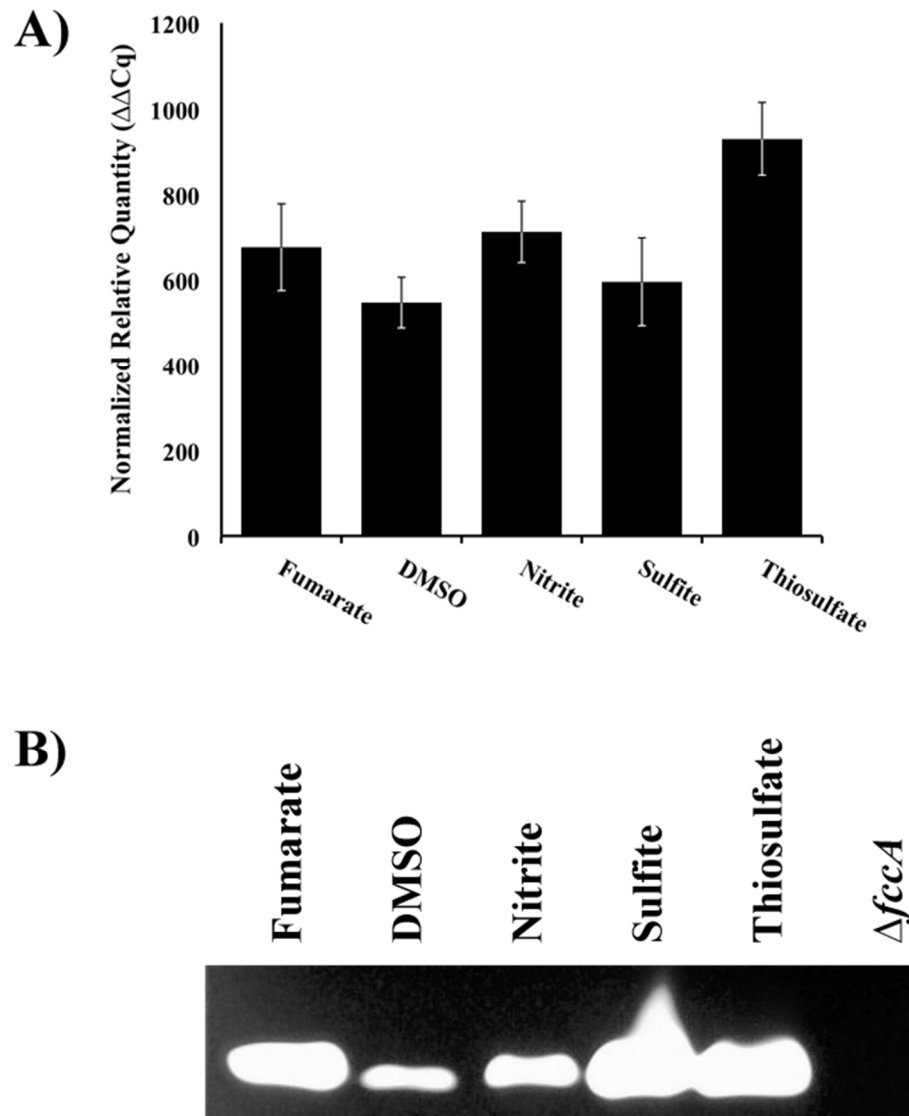 A)
Normalized Relative Quantity (ΔΔCq)
1200
1000
800
600
400
200
0
Fumarate
DMSO
Nitrite
Sulfite
Thiosulfate
B)
Fumarate
DMSO
Nitrite
Sulfite
Thiosulfate
ΔfccA